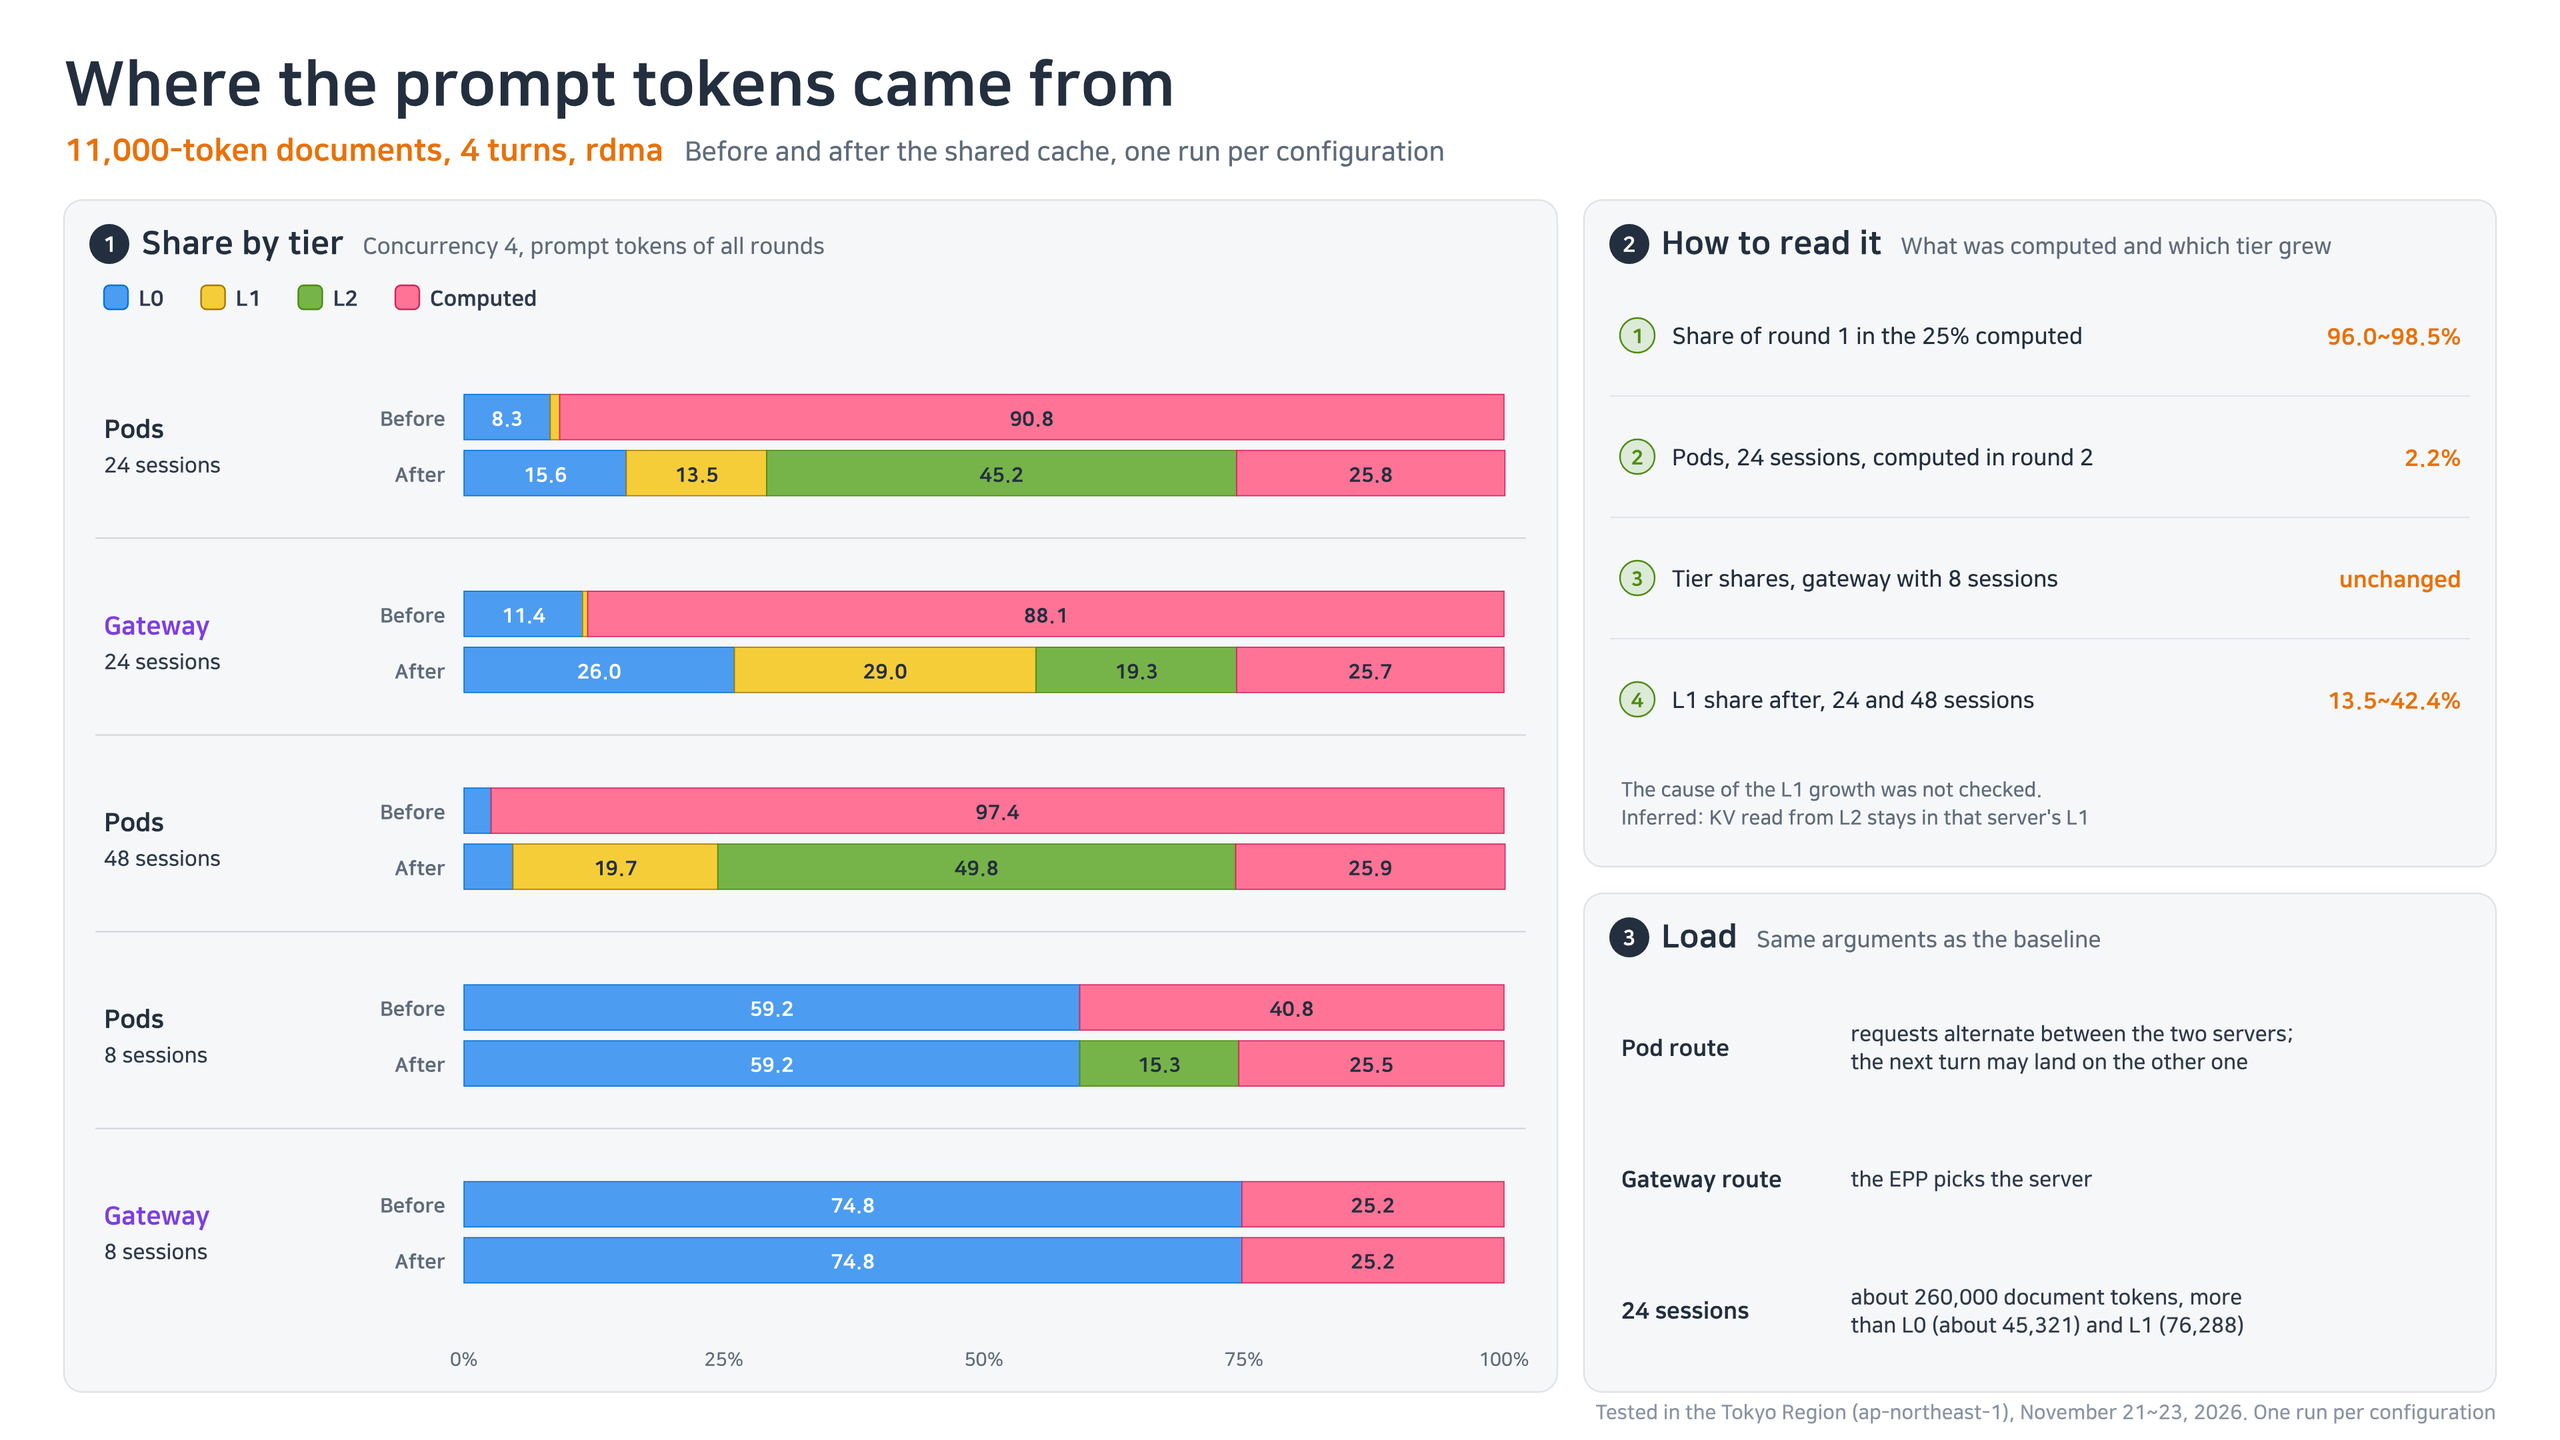 Where the prompt tokens came from
11,000-token documents, 4 turns, rdma Before and after the shared cache, one run per configuration
1 Share by tier Concurrency 4, prompt tokens of all rounds
L0 L1 L2 Computed
Pods
24 sessions
Before 8.3 90.8
After 15.6 13.5 45.2 25.8
Gateway
24 sessions
Before 11.4 88.1
After 26.0 29.0 19.3 25.7
Pods
48 sessions
Before 97.4
After 19.7 49.8 25.9
Pods
8 sessions
Before 59.2 40.8
After 59.2 15.3 25.5
Gateway
8 sessions
Before 74.8 25.2
After 74.8 25.2
0% 25% 50% 75% 100%
2 How to read it What was computed and which tier grew
1 Share of round 1 in the 25% computed 96.0~98.5%
2 Pods, 24 sessions, computed in round 2 2.2%
3 Tier shares, gateway with 8 sessions unchanged
4 L1 share after, 24 and 48 sessions 13.5~42.4%
The cause of the L1 growth was not checked.
Inferred: KV read from L2 stays in that server's L1
3 Load Same arguments as the baseline
Pod route
requests alternate between the two servers;
the next turn may land on the other one
Gateway route the EPP picks the server
24 sessions
about 260,000 document tokens, more
than L0 (about 45,321) and L1 (76,288)
Tested in the Tokyo Region (ap-northeast-1), November 21~23, 2026. One run per configuration